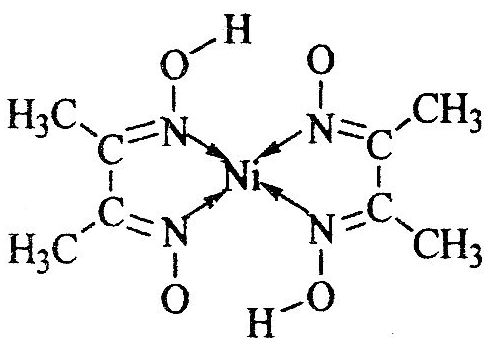 H O
O
H₃C N N CH₃
C C
Ni
C C
H₃C N N CH₃
O O
H